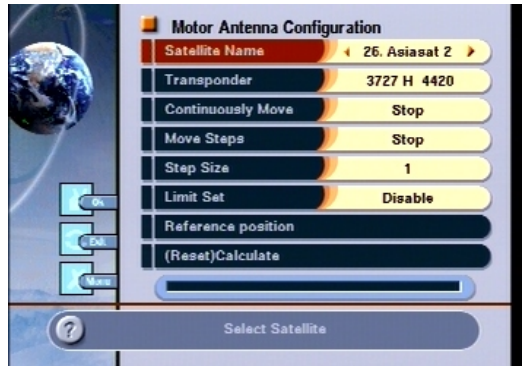 Motor Antenna Configuration
Satellite Name 26. Asiasat 2
Transponder 3727 H 4420
Continuously Move Stop
Move Steps Stop
Step Size 1
Limit Set Disable
Reference position
(Reset)Calculate
Ok
Exit
Menu
? Select Satellite